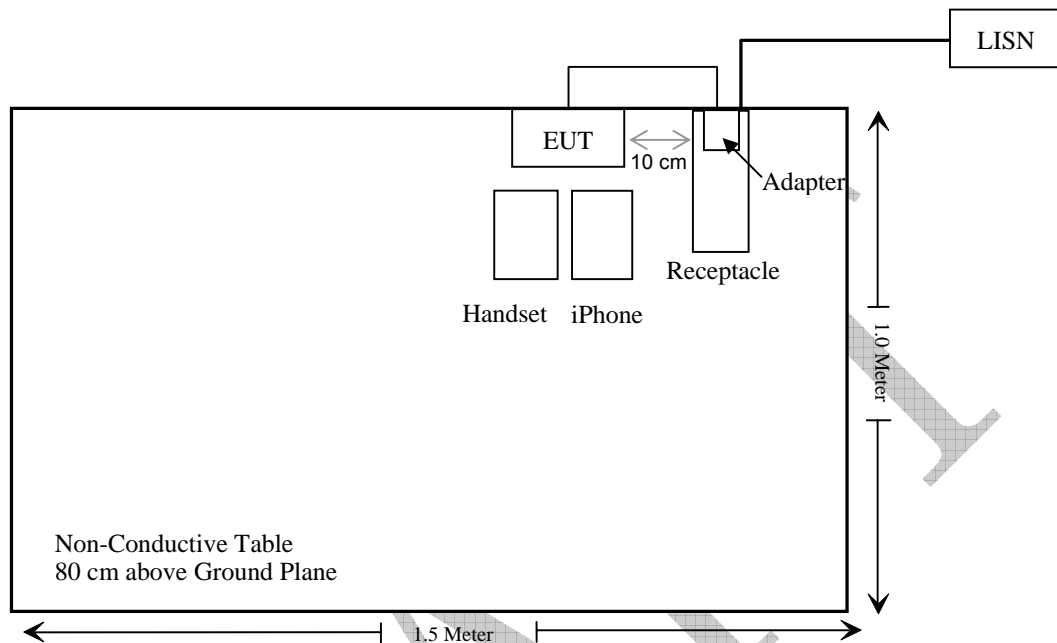 LISN
EUT
10 cm
Adapter
Receptacle
Handset
iPhone
1.0 Meter
Non-Conductive Table
80 cm above Ground Plane
1.5 Meter